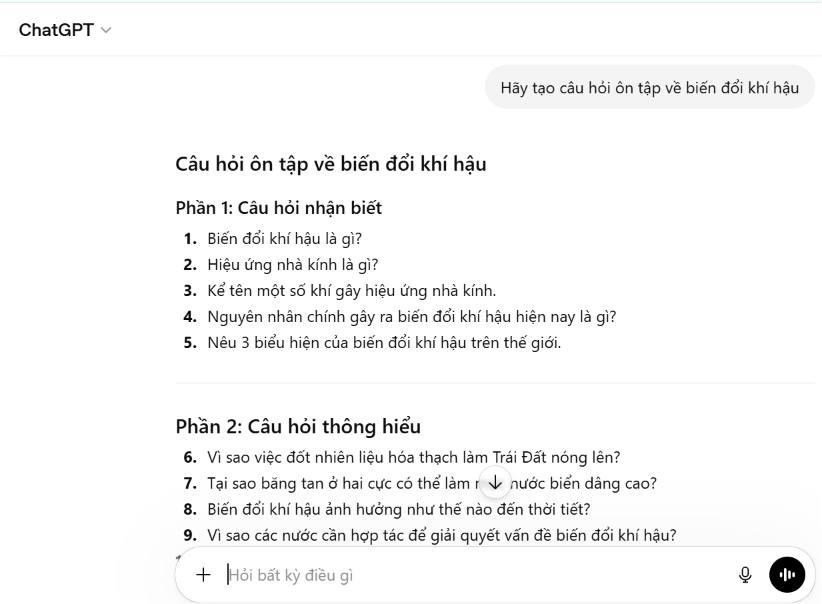 ChatGPT
Hãy tạo câu hỏi ôn tập về biến đổi khí hậu
Câu hỏi ôn tập về biến đổi khí hậu
Phần 1: Câu hỏi nhận biết
1. Biến đổi khí hậu là gì?
2. Hiệu ứng nhà kính là gì?
3. Kể tên một số khí gây hiệu ứng nhà kính.
4. Nguyên nhân chính gây ra biến đổi khí hậu hiện nay là gì?
5. Nêu 3 biểu hiện của biến đổi khí hậu trên thế giới.
Phần 2: Câu hỏi thông hiểu
6. Vì sao việc đốt nhiên liệu hóa thạch làm Trái Đất nóng lên?
7. Tại sao băng tan ở hai cực có thể làm nước biển dâng cao?
8. Biến đổi khí hậu ảnh hưởng như thế nào đến thời tiết?
9. Vì sao các nước cần hợp tác để giải quyết vấn đề biến đổi khí hậu?
Hỏi bất kỳ điều gì